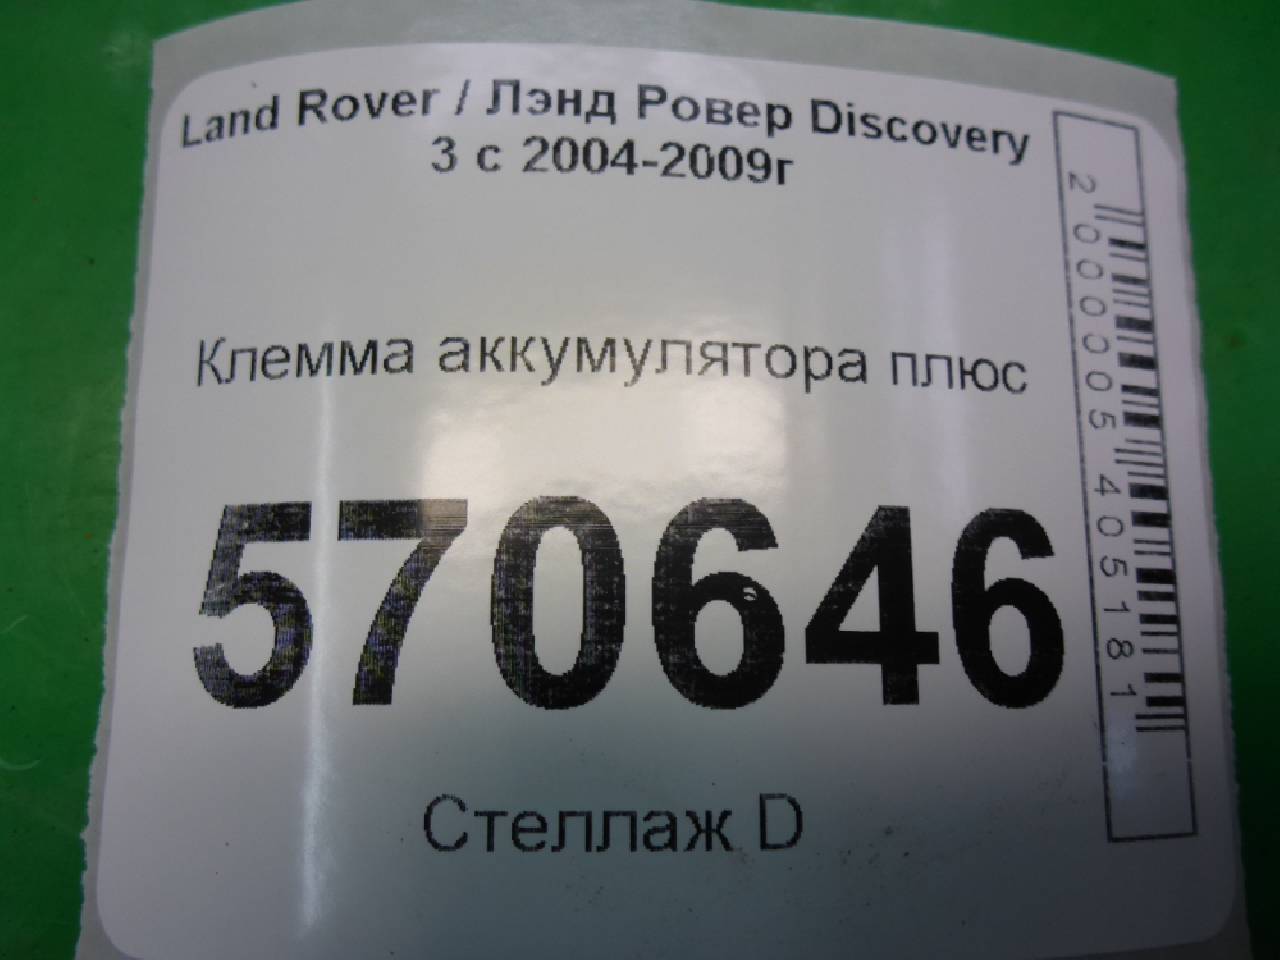 Land Rover / Лэнд Ровер Discovery
3 с 2004-2009г
Клемма аккумулятора плюс
570646
Стеллаж D
2000005405181